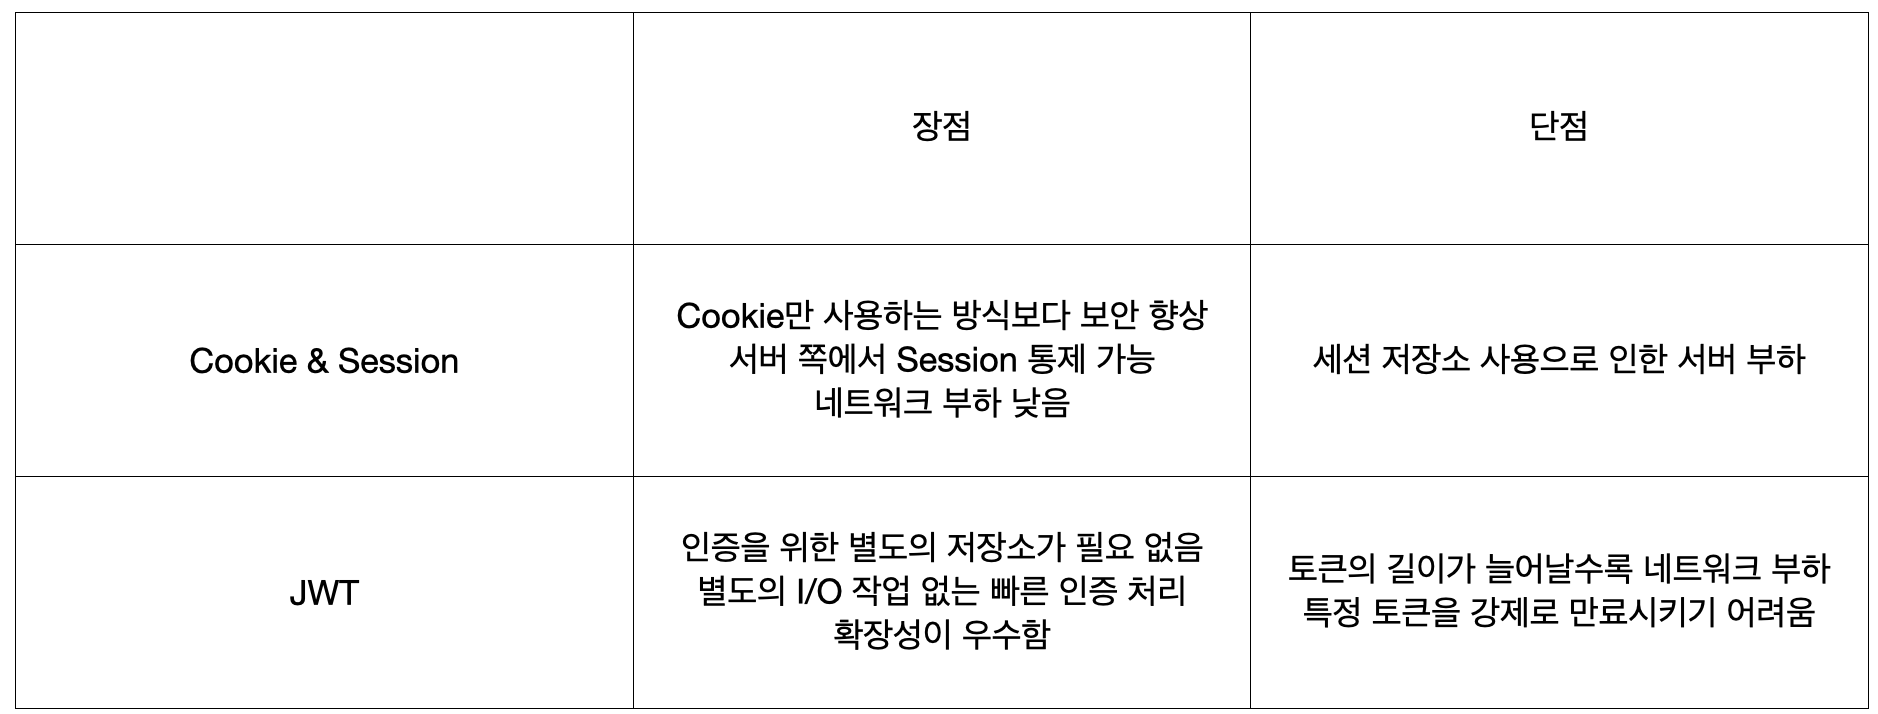 장점
단점
Cookie & Session
Cookie만 사용하는 방식보다 보안 향상
서버 쪽에서 Session 통제 가능
네트워크 부하 낮음
세션 저장소 사용으로 인한 서버 부하
JWT
인증을 위한 별도의 저장소가 필요 없음
별도의 I/O 작업 없는 빠른 인증 처리
확장성이 우수함
토큰의 길이가 늘어날수록 네트워크 부하
특정 토큰을 강제로 만료시키기 어려움